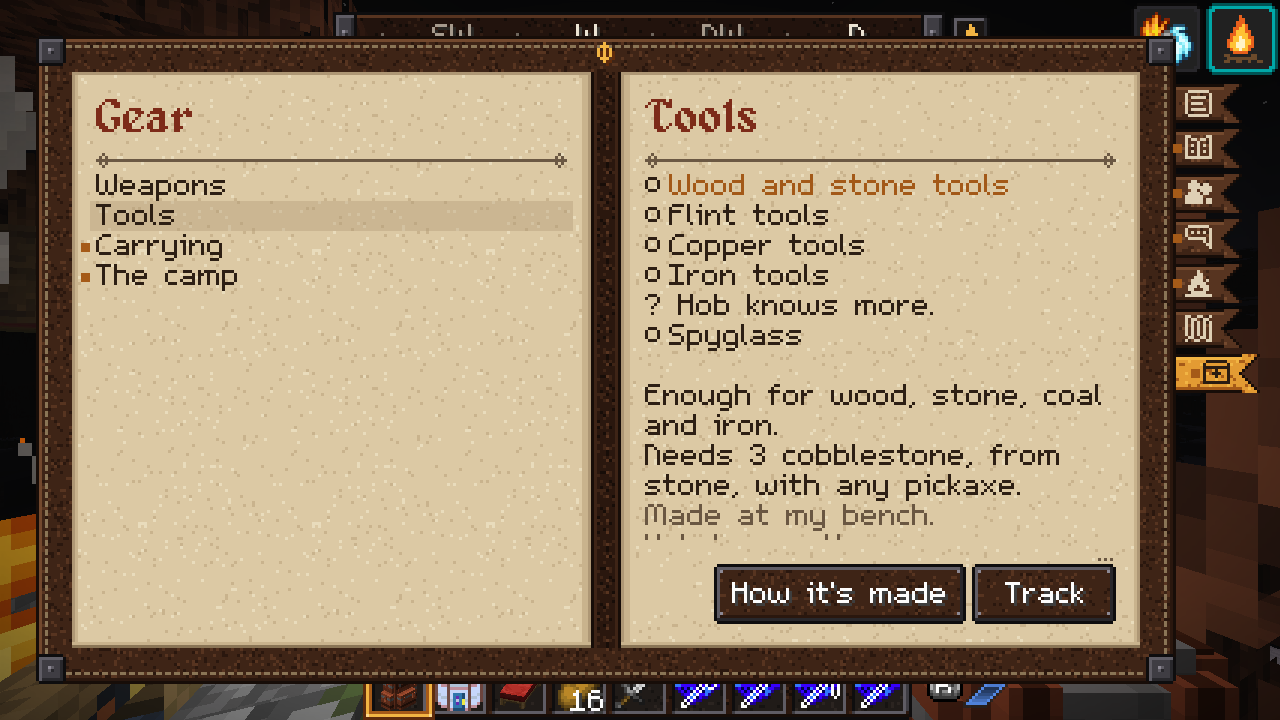 SW W NW N
Gear
Weapons
Tools
Carrying
The camp
Tools
Wood and stone tools
Flint tools
Copper tools
Iron tools
? Hob knows more.
Spyglass
Enough for wood, stone, coal
and iron.
Needs 3 cobblestone, from
stone, with any pickaxe.
Made at my bench.
...
How it's made
Track
16